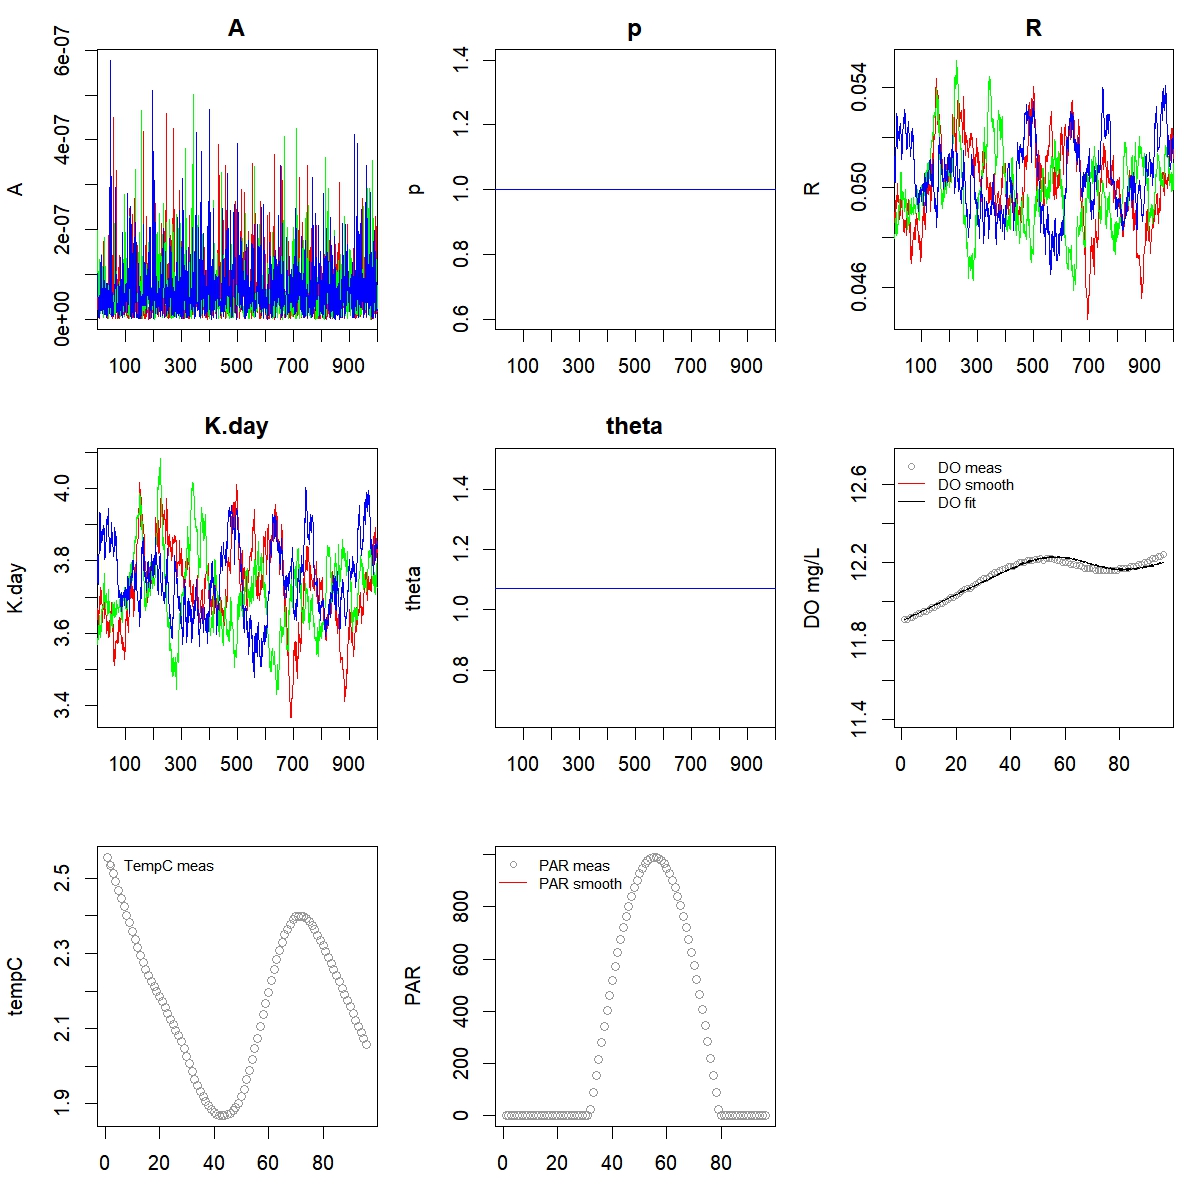 A
A
0e+00 2e-07 4e-07 6e-07
100 300 500 700 900
p
p
0.6 0.8 1.0 1.2 1.4
100 300 500 700 900
R
R
0.046 0.050 0.054
100 300 500 700 900
K.day
K.day
3.4 3.6 3.8 4.0
100 300 500 700 900
theta
theta
0.8 1.0 1.2 1.4
100 300 500 700 900
DO mg/L
11.4 11.8 12.2 12.6
DO meas
DO smooth
DO fit
0 20 40 60 80
tempC
1.9 2.1 2.3 2.5
TempC meas
0 20 40 60 80
PAR
0 200 400 600 800
PAR meas
PAR smooth
0 20 40 60 80